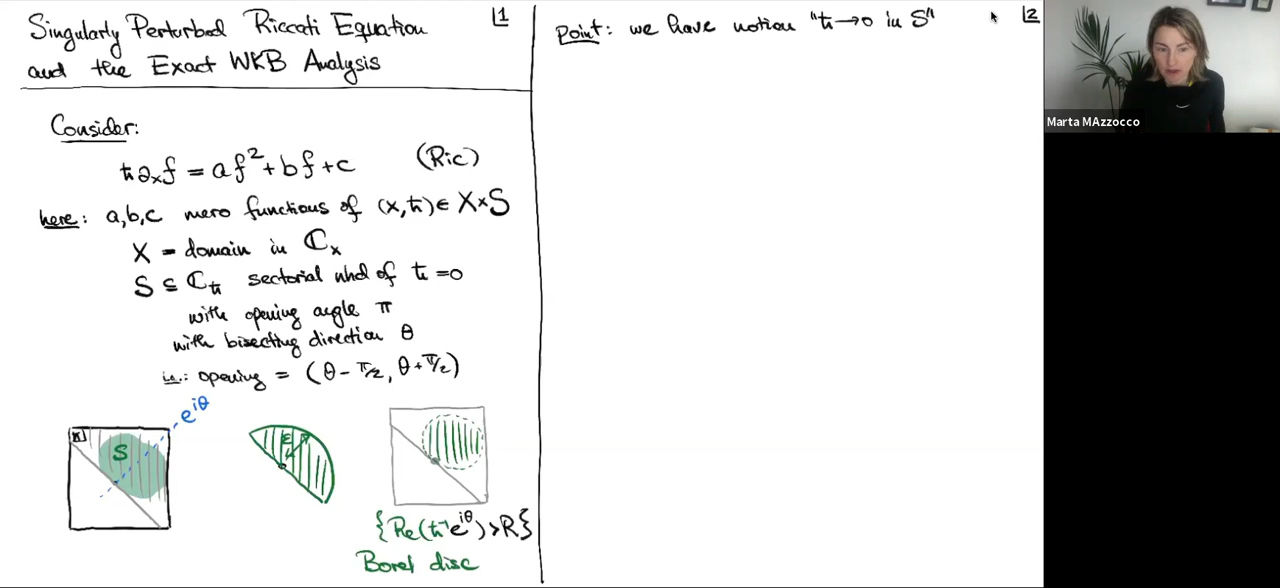 Singularly Perturbed Riccati Equation
and the Exact WKB Analysis
1
Consider:
ħ∂ₓf = af² + bf + c (Ric)
here: a,b,c mero functions of (x,ħ) ∈ X×S
X = domain in ℂₓ
S ⊆ ℂ_ħ sectorial nhd of ħ=0
with opening angle π
with bisecting direction θ
i.e.: opening = (θ - π/2, θ + π/2)
e^{iθ}
ħ
S
ε
{Re(ħ⁻¹e^{iθ}) > R}
Borel disc
2
Point: we have notion "ħ→0 in S"
Marta MAzzocco